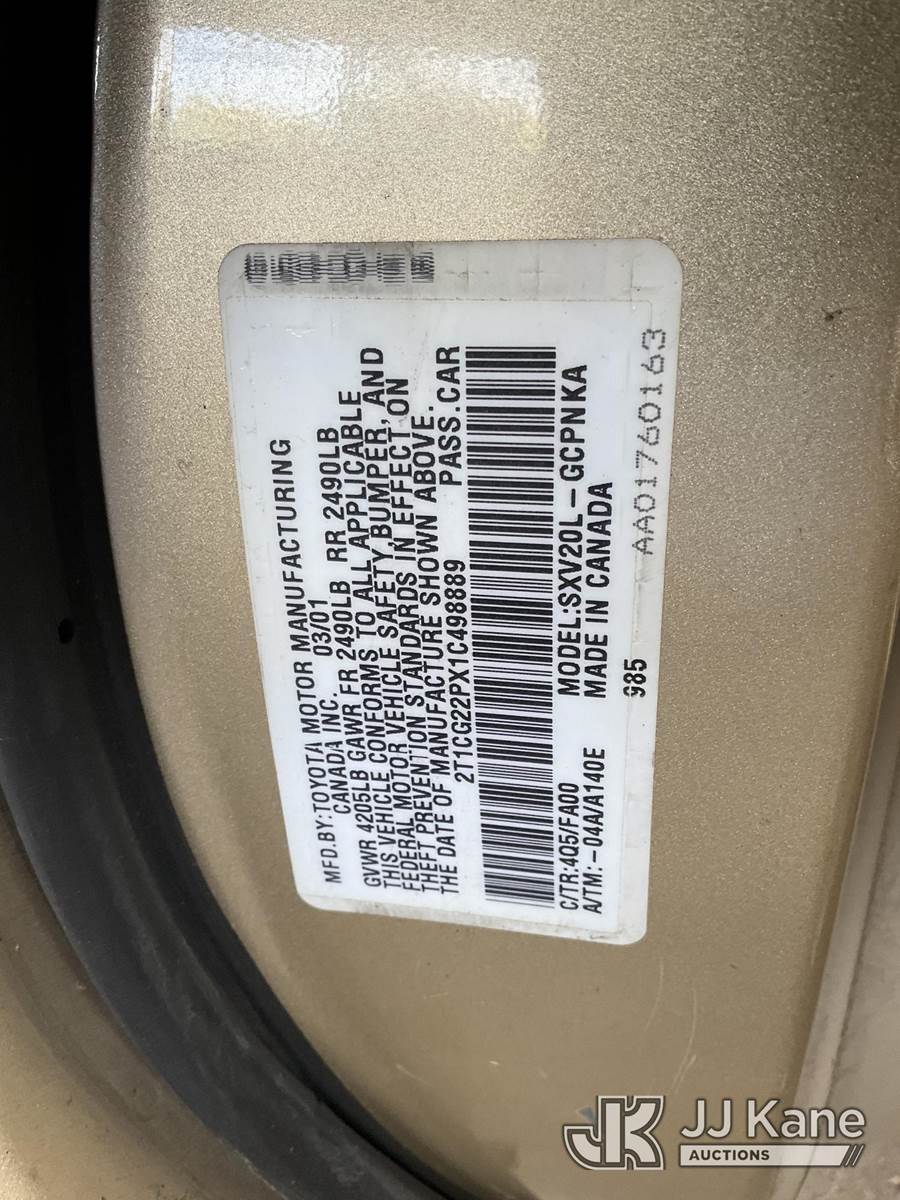 MFD.BY:TOYOTA MOTOR MANUFACTURING
CANADA INC. 03/01
GVWR 4205LB GAWR FR 2490LB RR 2490LB
THIS VEHICLE CONFORMS TO ALL APPLICABLE
FEDERAL MOTOR VEHICLE SAFETY,BUMPER, AND
THEFT PREVENTION STANDARDS IN EFFECT ON
THE DATE OF MANUFACTURE SHOWN ABOVE.
2T1CG22PX1C498889 PASS.CAR
C/TR:4Q5/FA00 MODEL:SXV20L-GCPNKA
A/TM:-04A/A140E MADE IN CANADA
985
AA01760163
JK JJ Kane
AUCTIONS